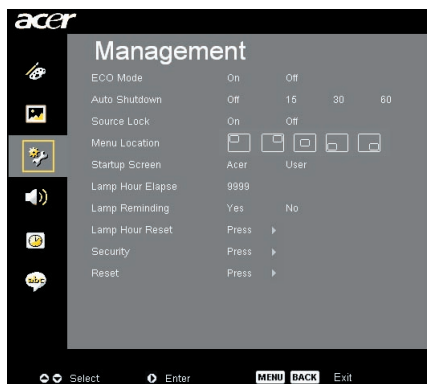 acer
Management
ECO Mode On Off
Auto Shutdown Off 15 30 60
Source Lock On Off
Menu Location
Startup Screen Acer User
Lamp Hour Elapse 9999
Lamp Reminding Yes No
Lamp Hour Reset Press
Security Press
Reset Press
abc
Select Enter MENU BACK Exit